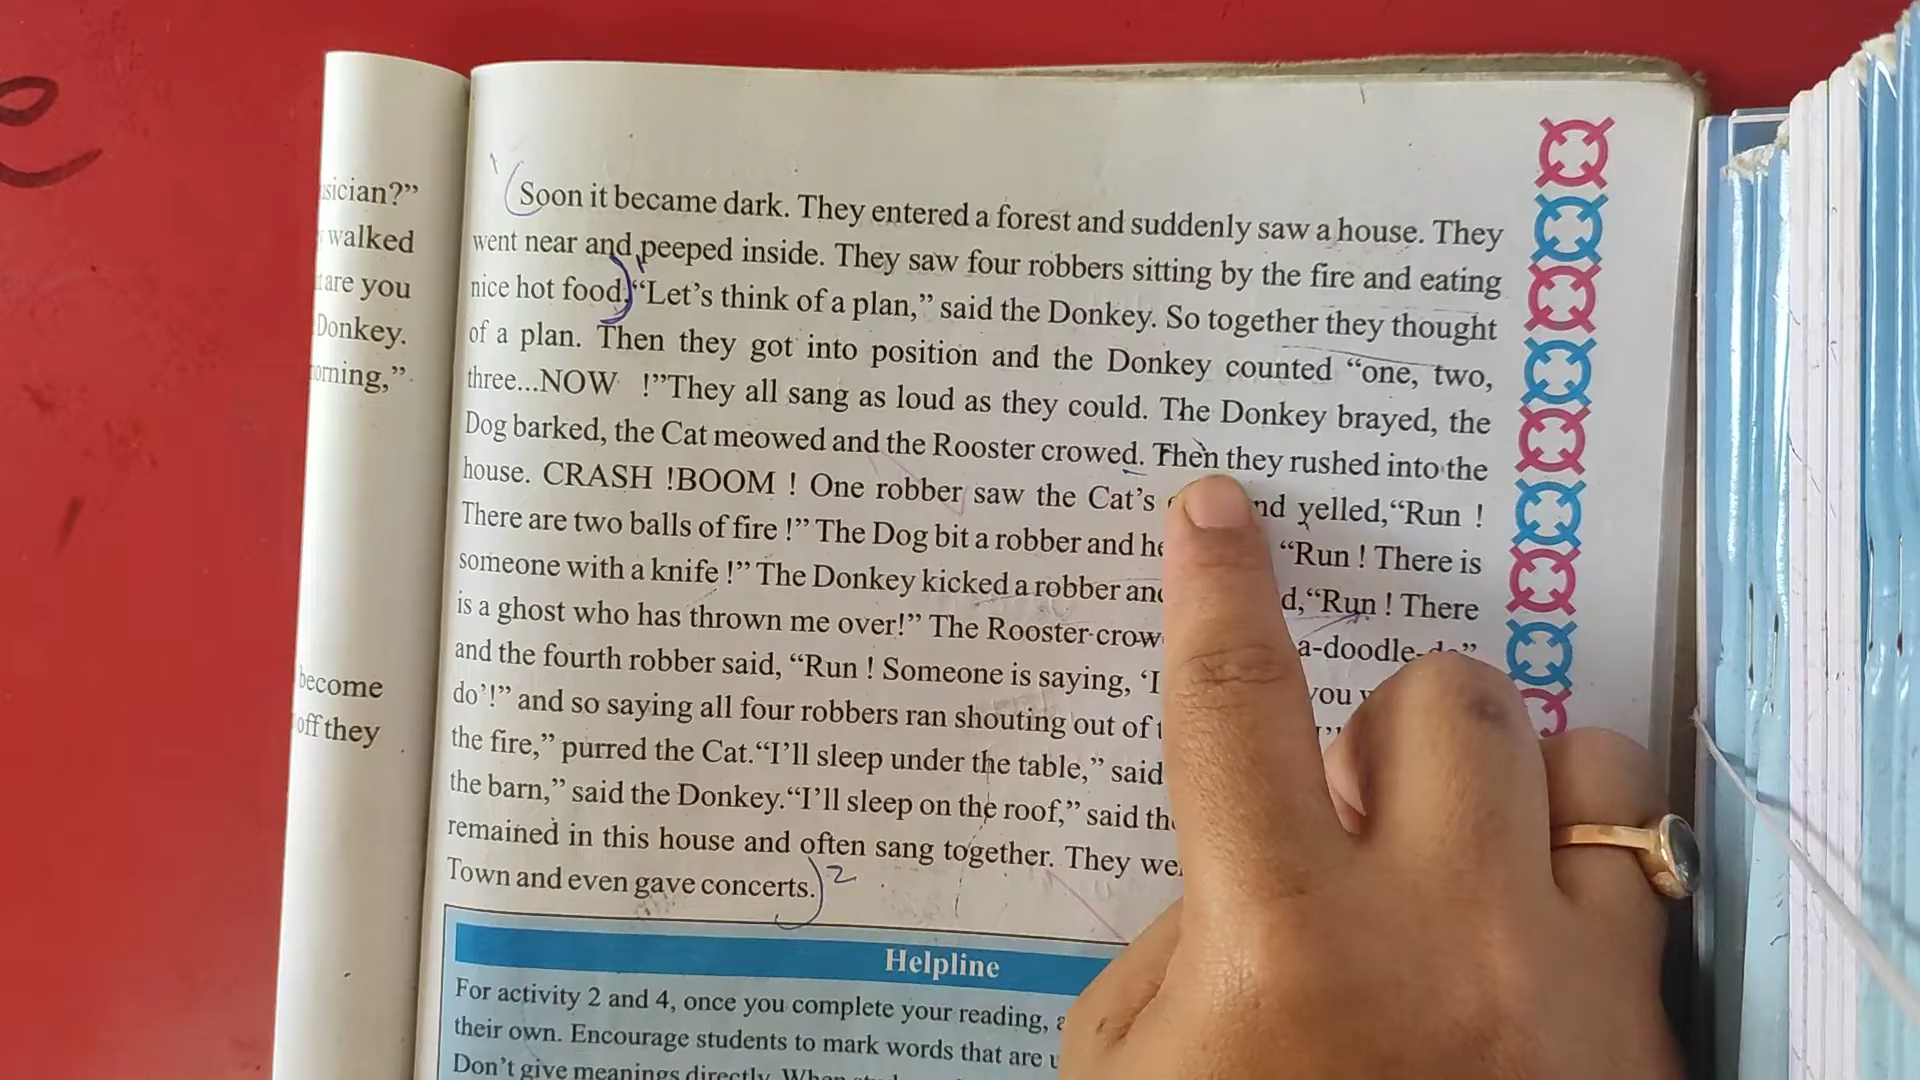 sician?”
walked
are you
Donkey.
orning,”
become
off they
Soon it became dark. They entered a forest and suddenly saw a house. They
went near and peeped inside. They saw four robbers sitting by the fire and eating
nice hot food. “Let’s think of a plan,” said the Donkey. So together they thought
of a plan. Then they got into position and the Donkey counted “one, two,
three...NOW !”They all sang as loud as they could. The Donkey brayed, the
Dog barked, the Cat meowed and the Rooster crowed. Then they rushed into the
house. CRASH !BOOM ! One robber saw the Cat’s nd yelled,“Run !
There are two balls of fire !” The Dog bit a robber and he “Run ! There is
someone with a knife !” The Donkey kicked a robber and d,“Run ! There
is a ghost who has thrown me over!” The Rooster crow a-doodle-do”
and the fourth robber said, “Run ! Someone is saying, ‘I you
do’!” and so saying all four robbers ran shouting out of
the fire,” purred the Cat.“I’ll sleep under the table,” said
the barn,” said the Donkey.“I’ll sleep on the roof,” said the
remained in this house and often sang together. They we
Town and even gave concerts. 2
Helpline
For activity 2 and 4, once you complete your reading, a
their own. Encourage students to mark words that are u
Don’t give meanings directly. When